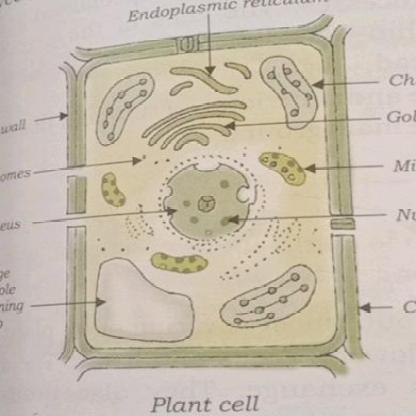 Endoplasmic reticulum
Ch
wall
Gol
omes
Mi
eus
Nu
ge
ole
ning
C
Plant cell